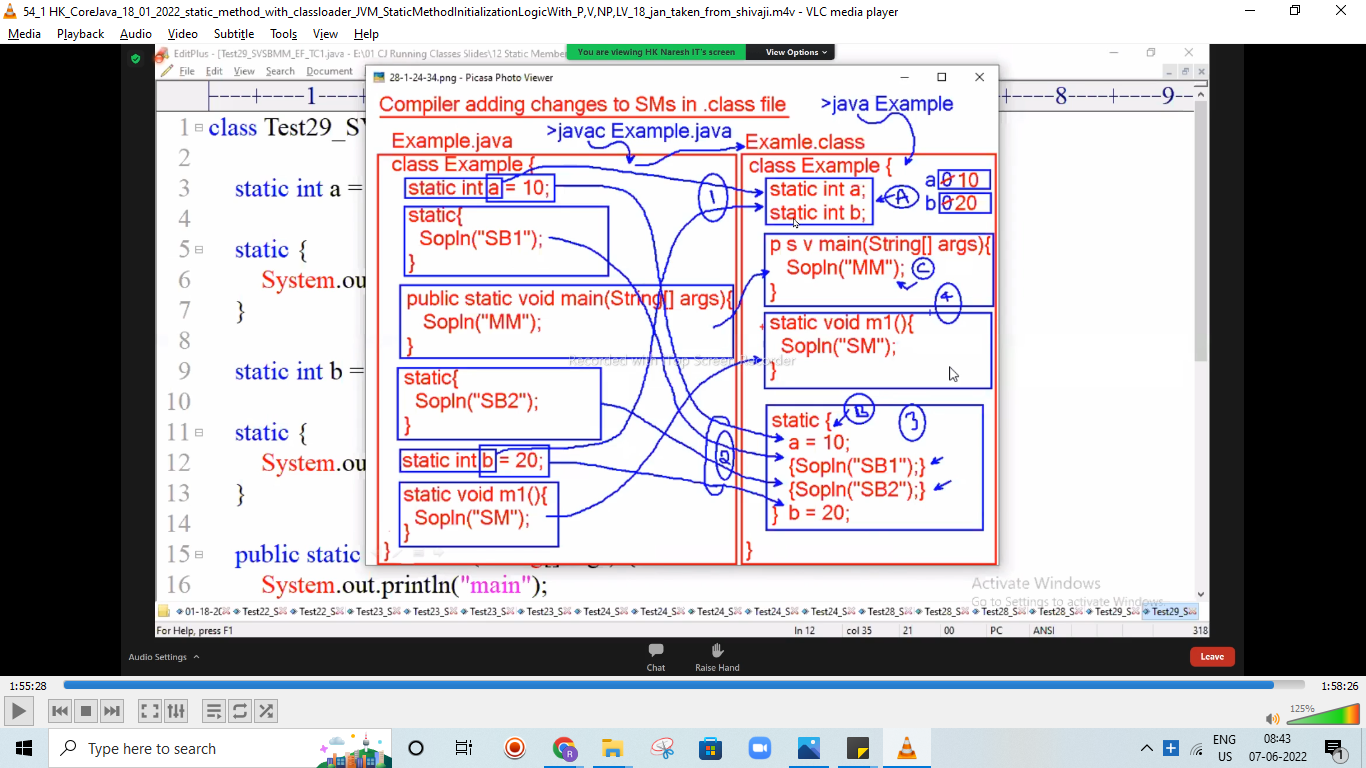 54_1 HK_CoreJava_18_01_2022_static_method_with_classloader_JVM_StaticMethodInitializationLogicWith_P,V,NP,LV_18_jan_taken_from_shivaji.m4v - VLC media player
Media Playback Audio Video Subtitle Tools View Help
EditPlus - [Test29_SVSBMM_EF_TC1.java - E:\01 CJ Running Classes Slides\12 Static Membe
You are viewing HK Naresh IT's screen View Options
File Edit View Search Document
28-1-24-34.png - Picasa Photo Viewer
----+----1---- +----8----+----9--
Compiler adding changes to SMs in .class file
>java Example
Example.java
>javac Example.java
Examle.class
class Example {
static int a = 10;
static{
Sopln("SB1");
}
public static void main(String[] args){
Sopln("MM");
}
static{
Sopln("SB2");
}
static int b = 20;
static void m1(){
Sopln("SM");
}
}
1
2
class Example {
static int a;
static int b;
A
a 0 10
b 0 20
p s v main(String[] args){
Sopln("MM");
C
}
4
static void m1(){
Sopln("SM");
}
static {
B
3
a = 10;
{Sopln("SB1");}
{Sopln("SB2");}
} b = 20;
}
1 class Test29_S
2
3 static int a =
4
5 static {
6 System.ou
7 }
8
9 static int b =
10
11 static {
12 System.ou
13 }
14
15 public static
16 System.out.println("main");
Recorded with iTop Screen Recorder
Activate Windows
Go to Settings to activate Windows.
01-18-20 Test22_S Test22_S Test23_S Test23_S Test23_S Test23_S Test24_S Test24_S Test24_S Test24_S Test24_S Test28_S Test28_S Test28_S Test28_S Test29_S Test29_S
For Help, press F1 ln 12 col 35 21 00 PC ANSI 318
Audio Settings
Chat
Raise Hand
Leave
1:55:28 1:58:26
125%
Type here to search
ENG
US
08:43
07-06-2022
1